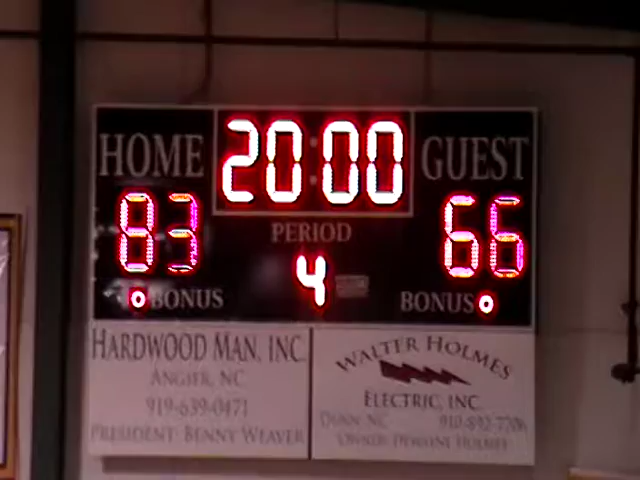 HOME 20:00 GUEST
83 PERIOD 66
BONUS 4 BONUS
HARDWOOD MAN, INC.
ANGIER, NC
919-639-0471
PRESIDENT: BENNY WEAVER
WALTER HOLMES
ELECTRIC, INC.
DUNN, NC 910-892-7706
OWNER: